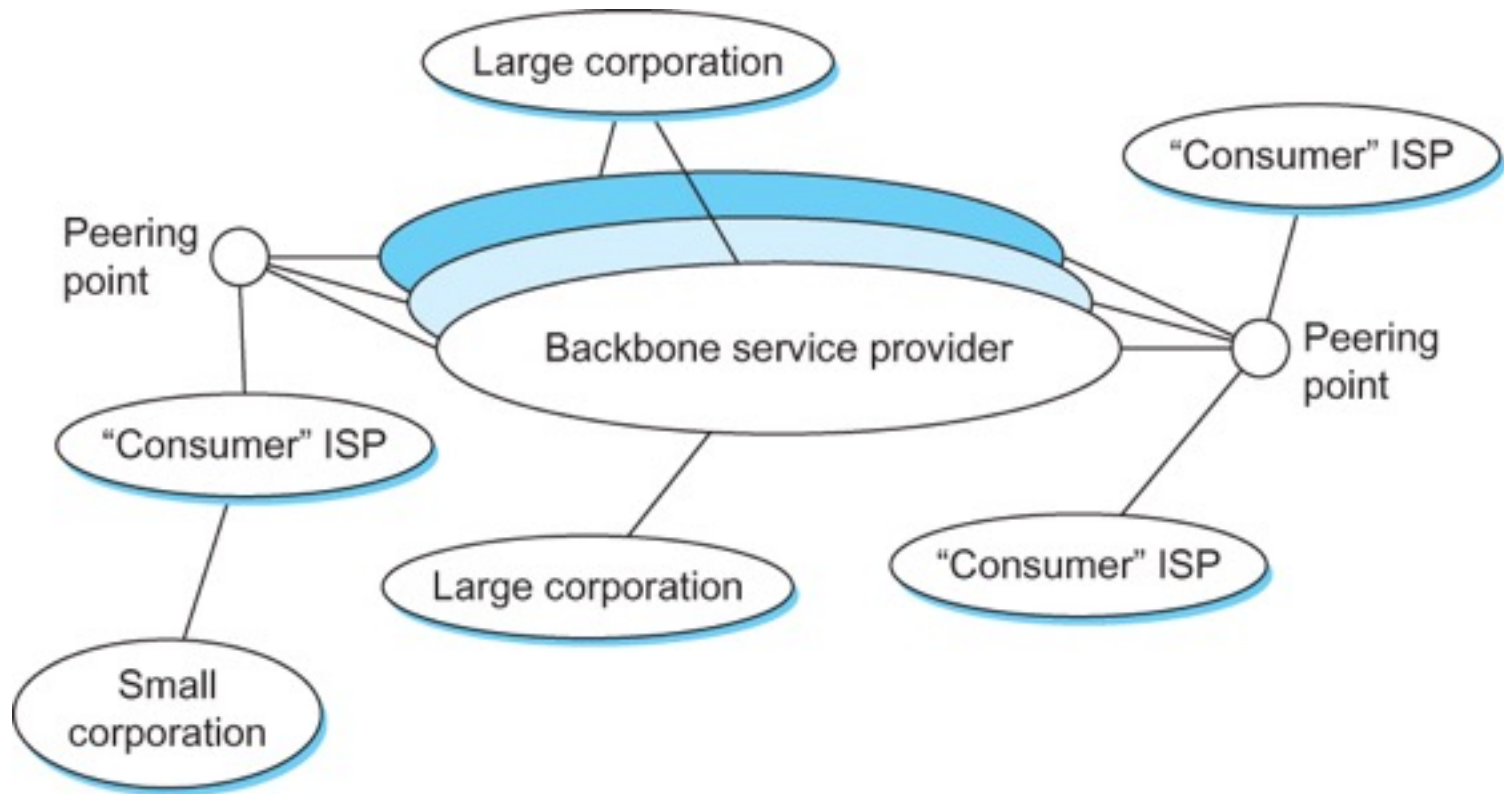 Large corporation
“Consumer” ISP
Peering
point
Backbone service provider
Peering
point
“Consumer” ISP
Large corporation
“Consumer” ISP
Small
corporation